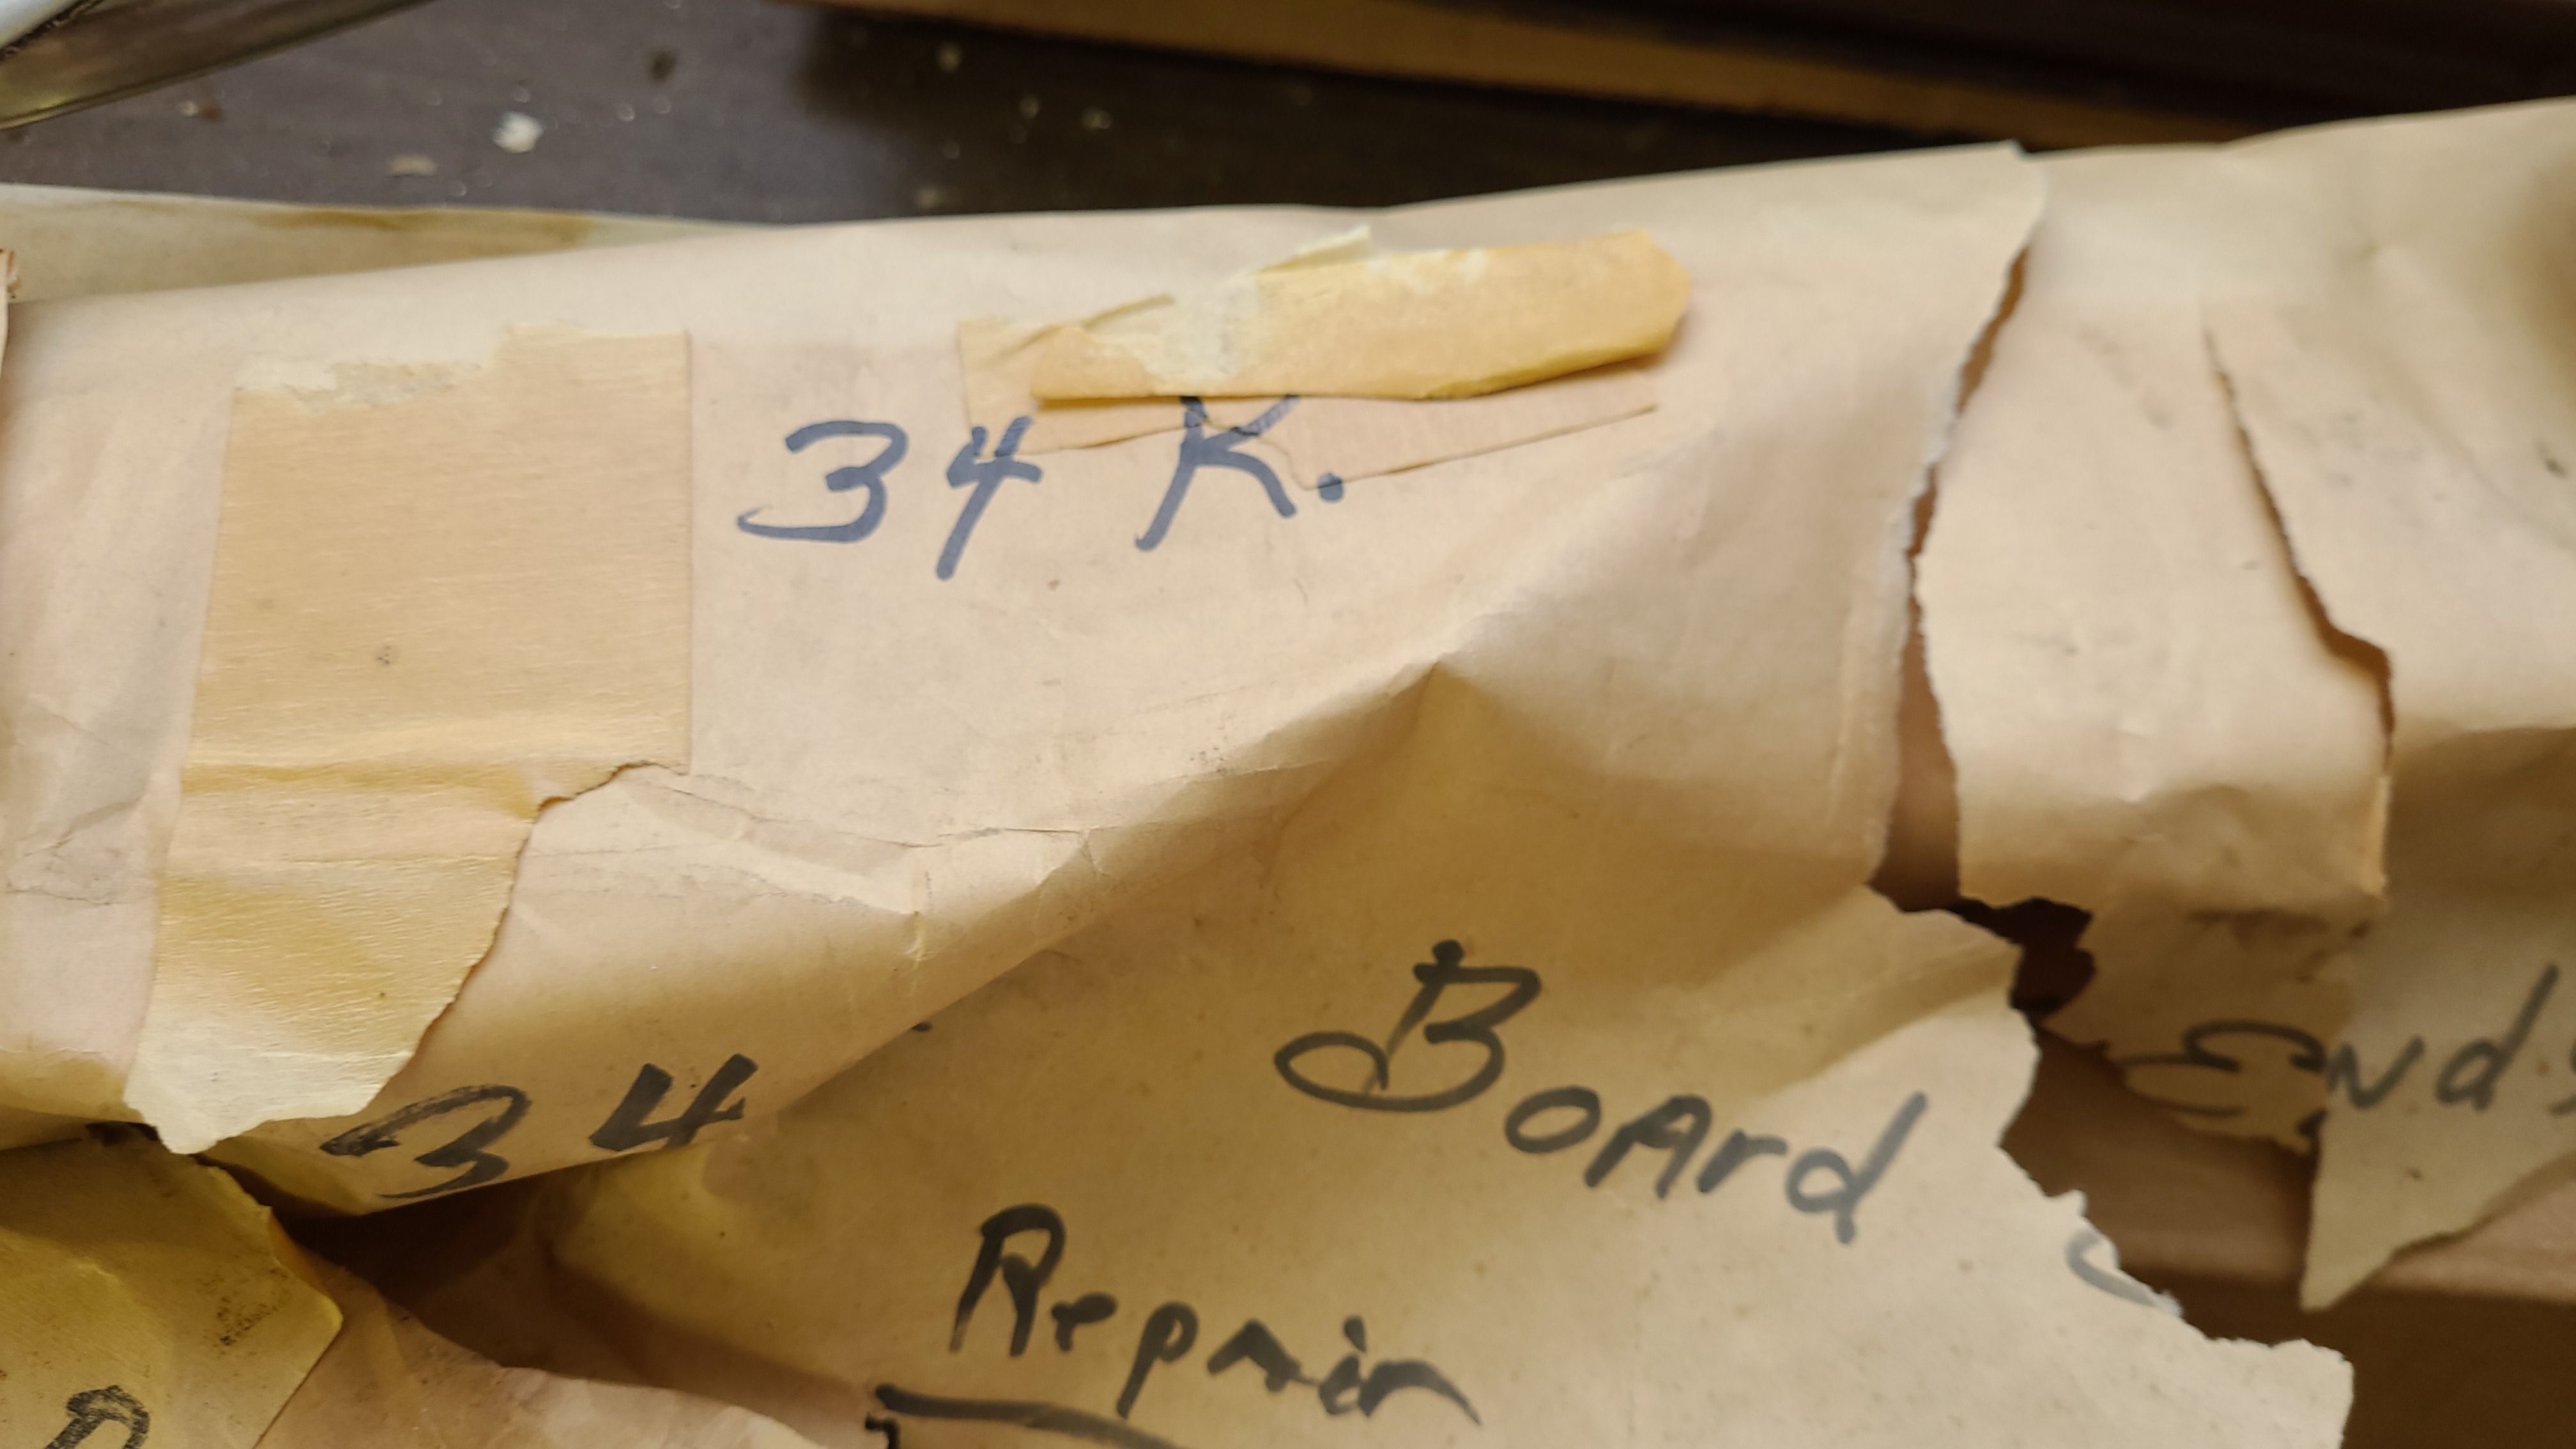 34 K.
34
Board Ends
Repair